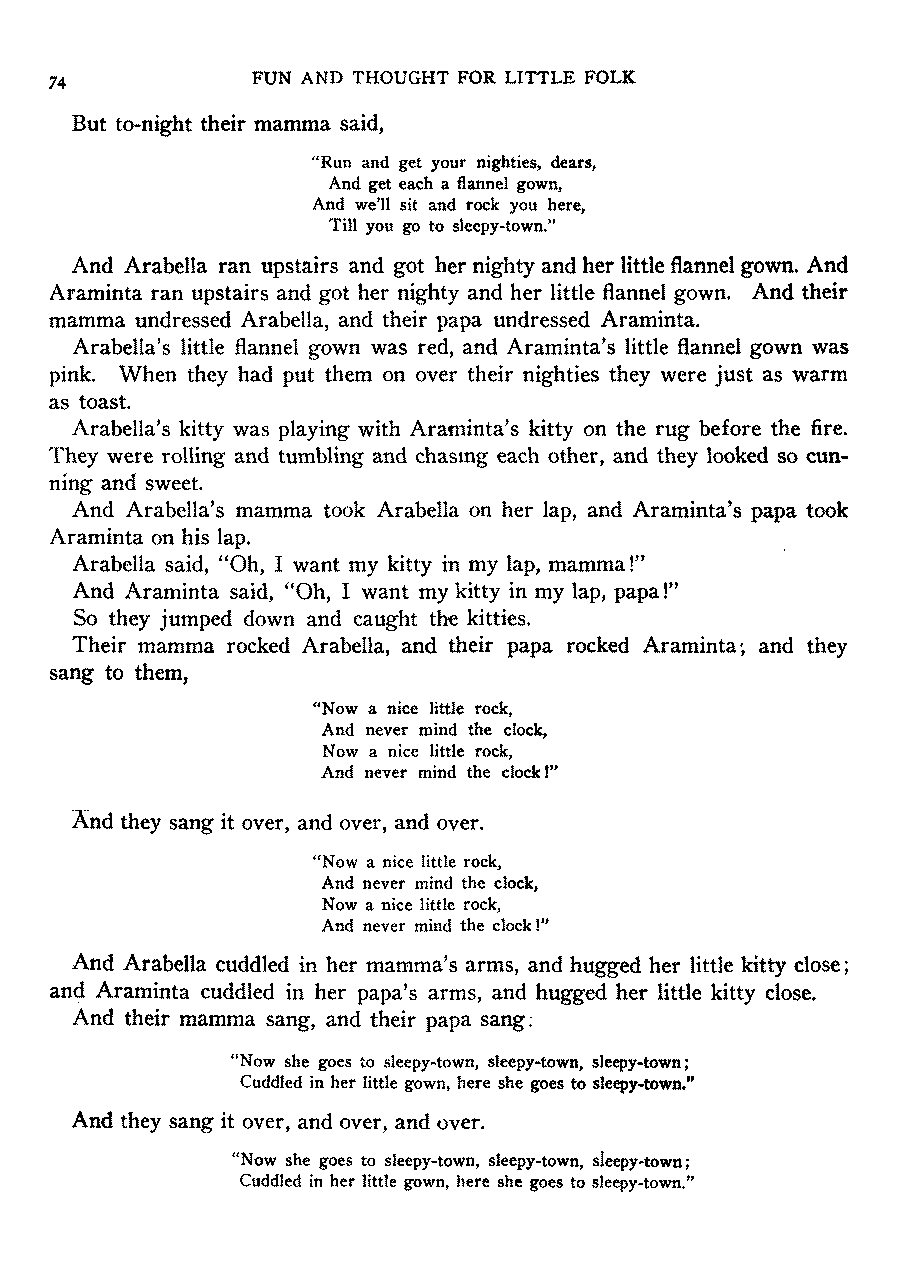 74 FUN AND THOUGHT FOR LITTLE FOLK
But to-night their mamma said,
"Run and get your nighties, dears,
And get each a flannel gown,
And we'll sit and rock you here,
Till you go to sleepy-town."
And Arabella ran upstairs and got her nighty and her little flannel gown. And
Araminta ran upstairs and got her nighty and her little flannel gown. And their
mamma undressed Arabella, and their papa undressed Araminta.
Arabella's little flannel gown was red, and Araminta's little flannel gown was
pink. When they had put them on over their nighties they were just as warm
as toast.
Arabella's kitty was playing with Araminta's kitty on the rug before the fire.
They were rolling and tumbling and chasing each other, and they looked so cun-
ning and sweet.
And Arabella's mamma took Arabella on her lap, and Araminta's papa took
Araminta on his lap.
Arabella said, "Oh, I want my kitty in my lap, mamma!"
And Araminta said, "Oh, I want my kitty in my lap, papa!"
So they jumped down and caught the kitties.
Their mamma rocked Arabella, and their papa rocked Araminta; and they
sang to them,
"Now a nice little rock,
And never mind the clock,
Now a nice little rock,
And never mind the clock!"
And they sang it over, and over, and over.
"Now a nice little rock,
And never mind the clock,
Now a nice little rock,
And never mind the clock!"
And Arabella cuddled in her mamma's arms, and hugged her little kitty close;
and Araminta cuddled in her papa's arms, and hugged her little kitty close.
And their mamma sang, and their papa sang:
"Now she goes to sleepy-town, sleepy-town, sleepy-town;
Cuddled in her little gown, here she goes to sleepy-town."
And they sang it over, and over, and over.
"Now she goes to sleepy-town, sleepy-town, sleepy-town;
Cuddled in her little gown, here she goes to sleepy-town."